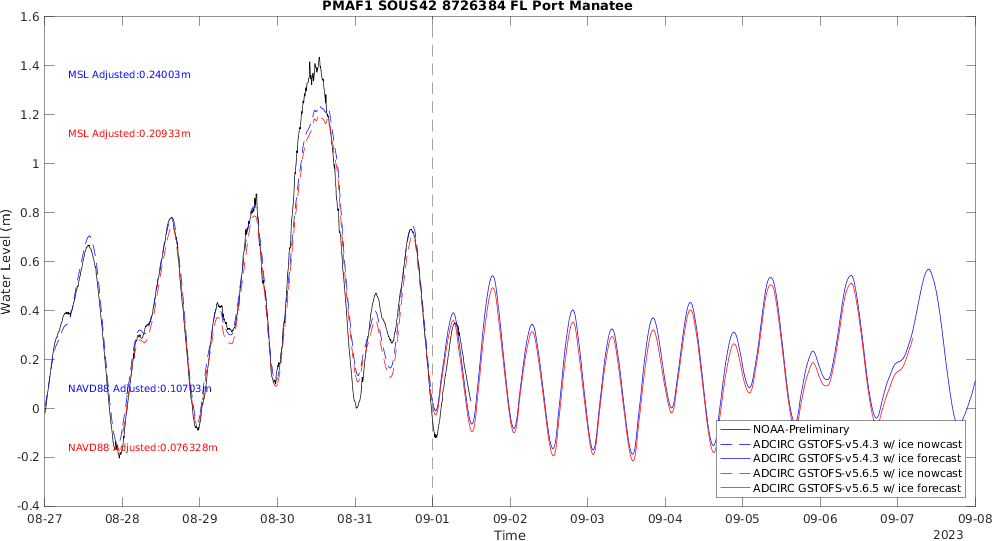 PMAF1 SOUS42 8726384 FL Port Manatee
1.6
1.4
1.2
1
0.8
0.6
0.4
0.2
0
-0.2
-0.4
Water Level (m)
MSL Adjusted:0.24003m
MSL Adjusted:0.20933m
NAVD88 Adjusted:0.10703m
NAVD88 Adjusted:0.076328m
NOAA-Preliminary
ADCIRC GSTOFS-v5.4.3 w/ ice nowcast
ADCIRC GSTOFS-v5.4.3 w/ ice forecast
ADCIRC GSTOFS-v5.6.5 w/ ice nowcast
ADCIRC GSTOFS-v5.6.5 w/ ice forecast
08-27 08-28 08-29 08-30 08-31 09-01 09-02 09-03 09-04 09-05 09-06 09-07 09-08
Time
2023